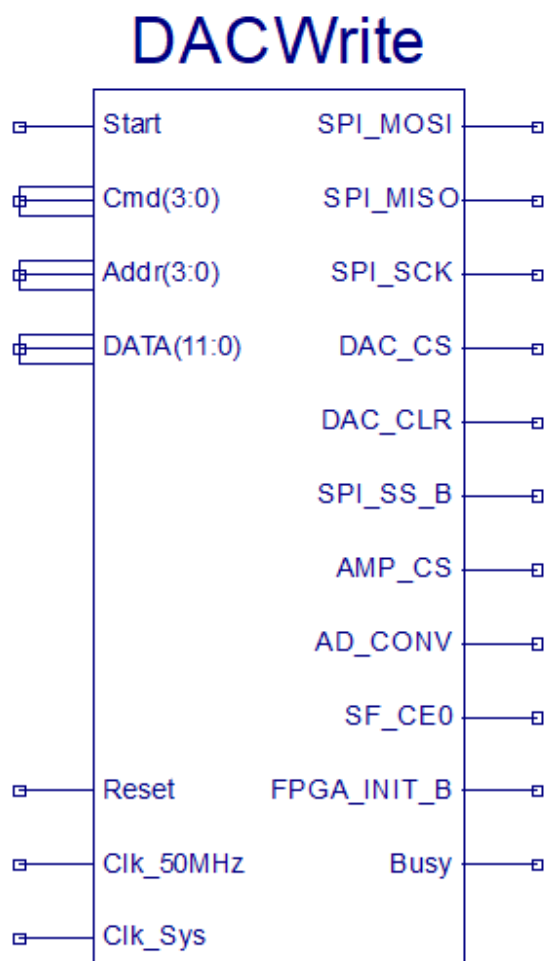 DACWrite
Start SPI_MOSI
Cmd(3:0) SPI_MISO
Addr(3:0) SPI_SCK
DATA(11:0) DAC_CS
DAC_CLR
SPI_SS_B
AMP_CS
AD_CONV
SF_CE0
Reset FPGA_INIT_B
Clk_50MHz Busy
Clk_Sys